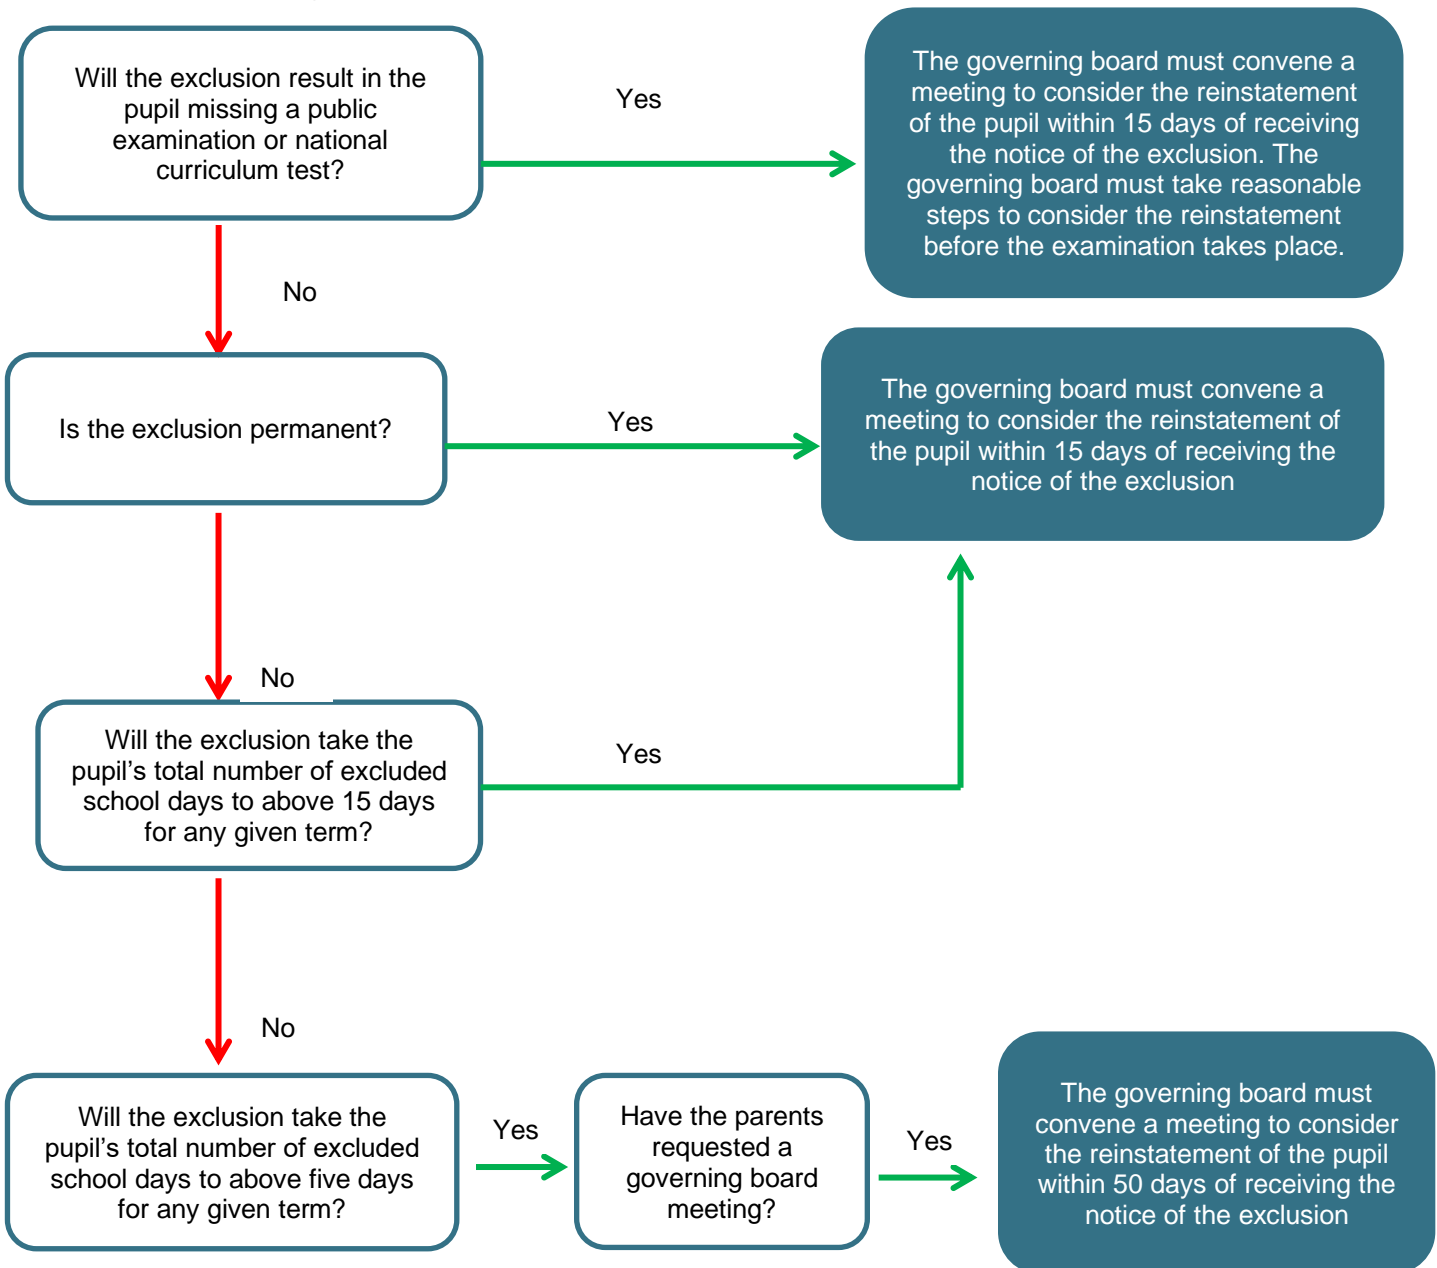 Will the exclusion result in the
pupil missing a public
examination or national
curriculum test?
Yes
The governing board must convene a
meeting to consider the reinstatement
of the pupil within 15 days of receiving
the notice of the exclusion. The
governing board must take reasonable
steps to consider the reinstatement
before the examination takes place.
No
Is the exclusion permanent?
Yes
The governing board must convene a
meeting to consider the reinstatement of
the pupil within 15 days of receiving the
notice of the exclusion
No
Will the exclusion take the
pupil’s total number of excluded
school days to above 15 days
for any given term?
Yes
No
Will the exclusion take the
pupil’s total number of excluded
school days to above five days
for any given term?
Yes
Have the parents
requested a
governing board
meeting?
Yes
The governing board must
convene a meeting to consider
the reinstatement of the pupil
within 50 days of receiving the
notice of the exclusion